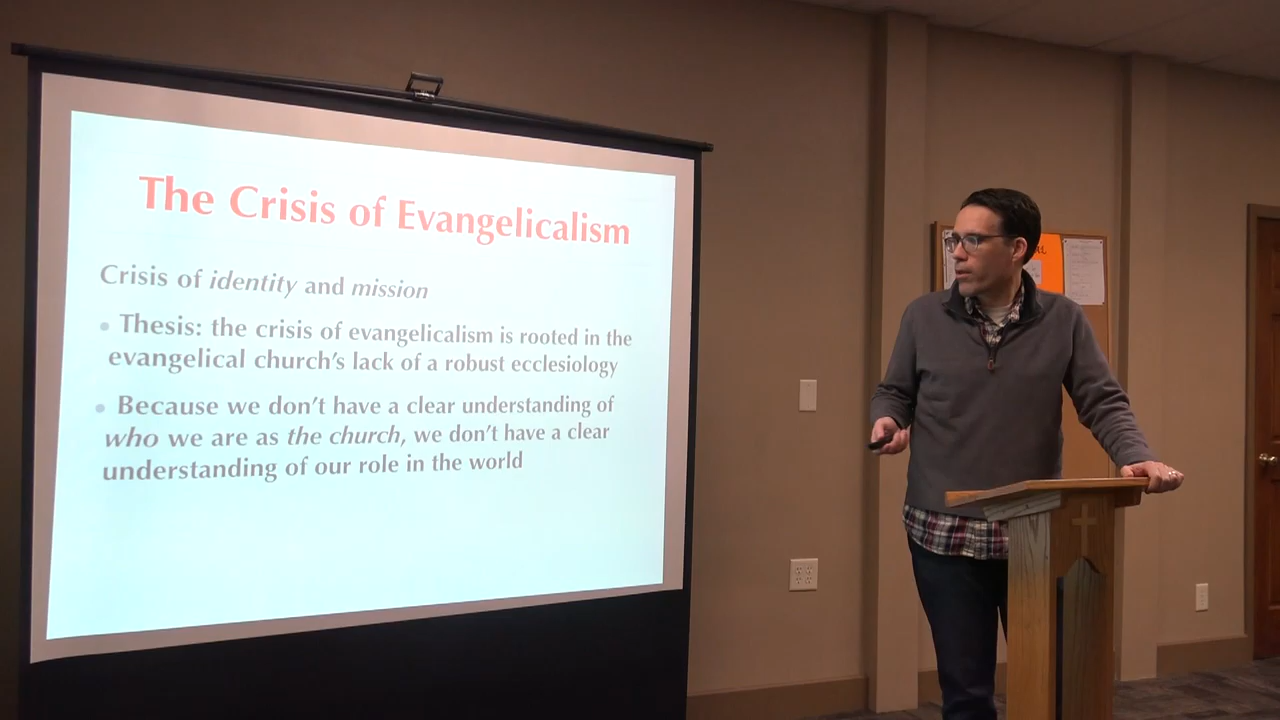 The Crisis of Evangelicalism
Crisis of identity and mission
• Thesis: the crisis of evangelicalism is rooted in the
evangelical church's lack of a robust ecclesiology
• Because we don't have a clear understanding of
who we are as the church, we don't have a clear
understanding of our role in the world